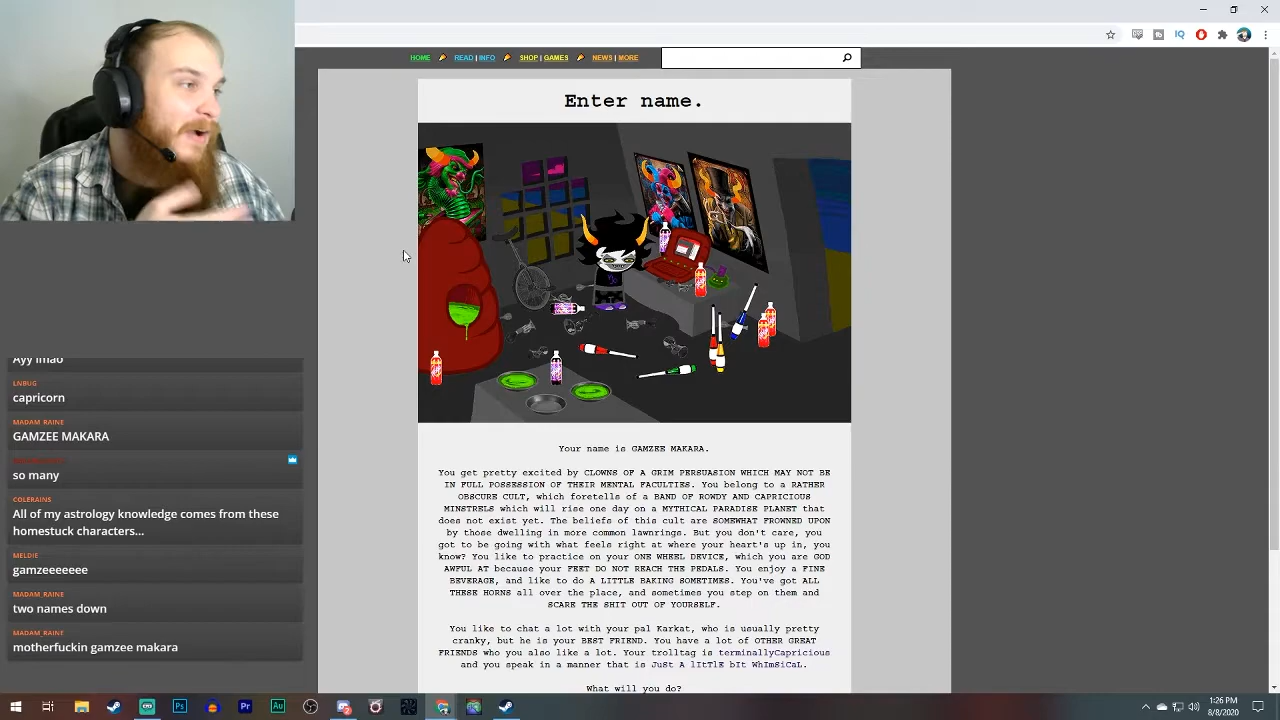 HOME READ | INFO SHOP | GAMES NEWS | MORE
Enter name.
Your name is GAMZEE MAKARA.
You get pretty excited by CLOWNS OF A GRIM PERSUASION WHICH MAY NOT BE
IN FULL POSSESSION OF THEIR MENTAL FACULTIES. You belong to a RATHER
OBSCURE CULT, which foretells of a BAND OF ROWDY AND CAPRICIOUS
MINSTRELS which will rise one day on a MYTHICAL PARADISE PLANET that
does not exist yet. The beliefs of this cult are SOMEWHAT FROWNED UPON
by those dwelling in more common lawnrings. But you don't care, you
got to be going with what feels right at where your heart's up in, you
know? You like to practice on your ONE WHEEL DEVICE, which you are GOD
AWFUL AT because your FEET DO NOT REACH THE PEDALS. You enjoy a FINE
BEVERAGE, and like to do A LITTLE BAKING SOMETIMES. You've got ALL
THESE HORNS all over the place, and sometimes you step on them and
SCARE THE SHIT OUT OF YOURSELF.
You like to chat a lot with your pal Karkat, who is usually pretty
cranky, but he is your BEST FRIEND. You have a lot of OTHER GREAT
FRIENDS who you also like a lot. Your trolltag is terminallyCapricious
and you speak in a manner that is JuSt A lItTlE bIt WhImSiCaL.
What will you do?
Ayy lmao
LNBUG
capricorn
MADAM RAINE
GAMZEE MAKARA
so many
COLERAINS
All of my astrology knowledge comes from these
homestuck characters...
MELDIE
gamzeeeeeee
MADAM RAINE
two names down
MADAM RAINE
motherfuckin gamzee makara
1:26 PM
8/8/2020